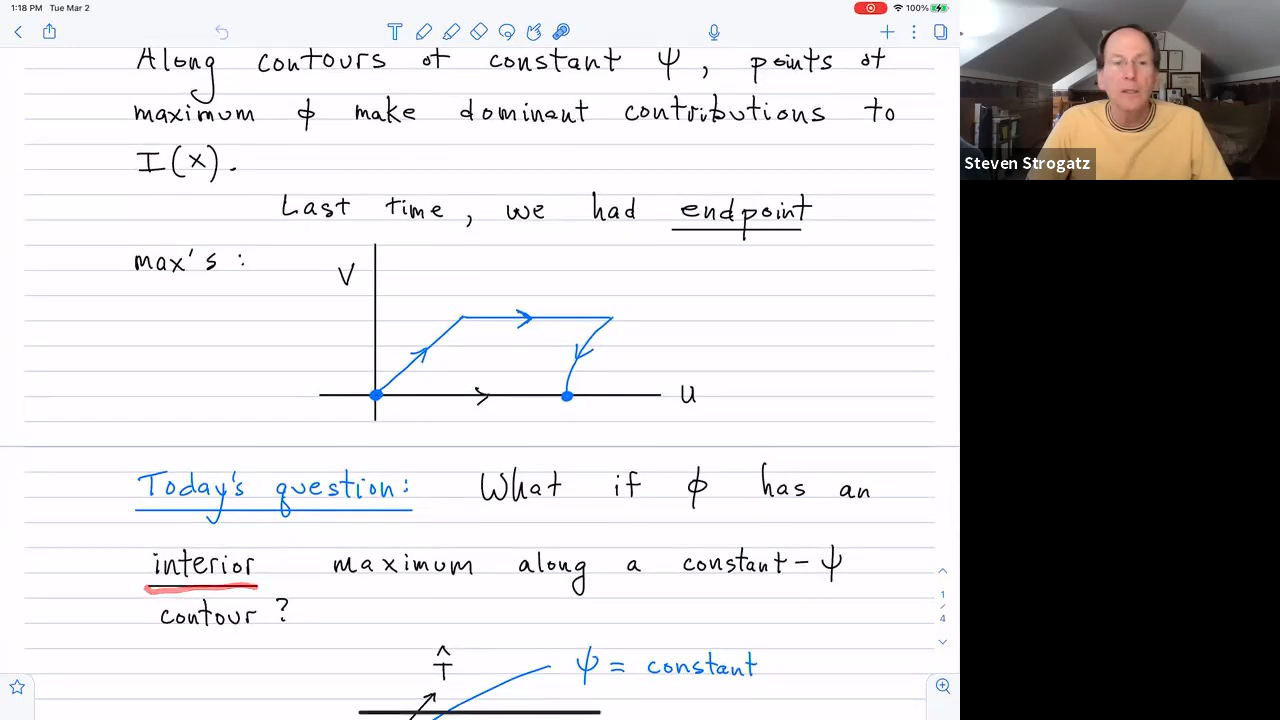 1:18 PM Tue Mar 2
100%
Along contours of constant ψ, points of
maximum ϕ make dominant contributions to
I(x).
Last time, we had endpoint
max's:
V
u
Today's question: What if ϕ has an
interior maximum along a constant-ψ
contour?
T̂
ψ = constant
1
/
4
Steven Strogatz